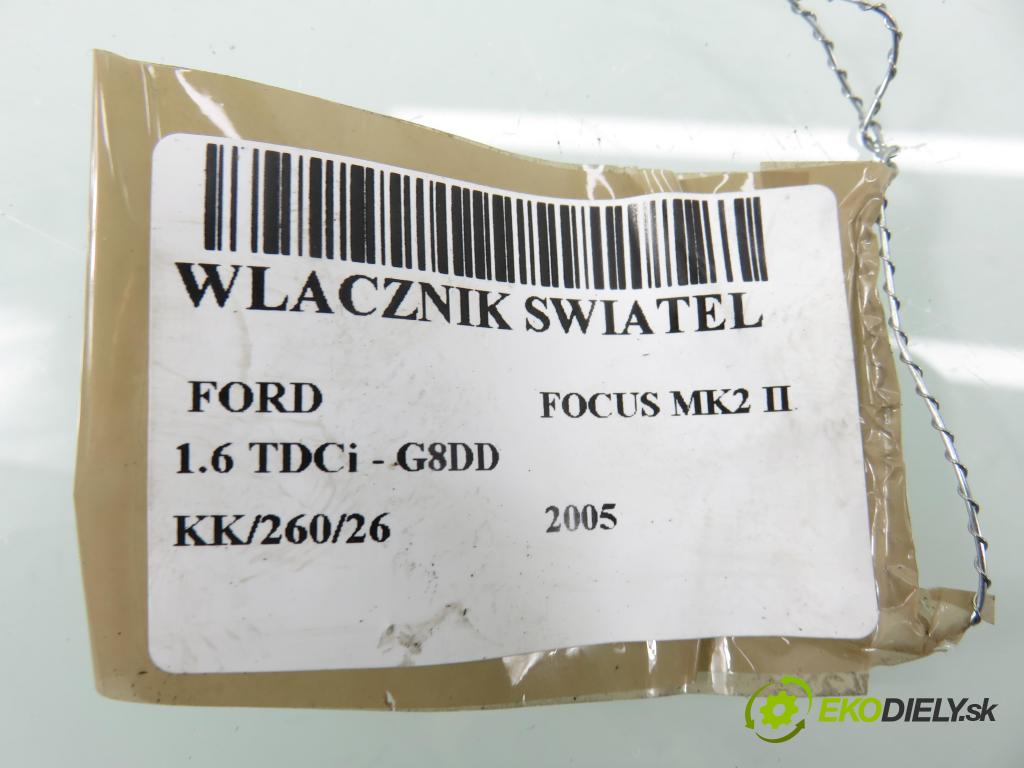 WLACZNIK SWIATEL
FORD FOCUS MK2 II
1.6 TDCi - G8DD
KK/260/26 2005
EKODIELY.sk